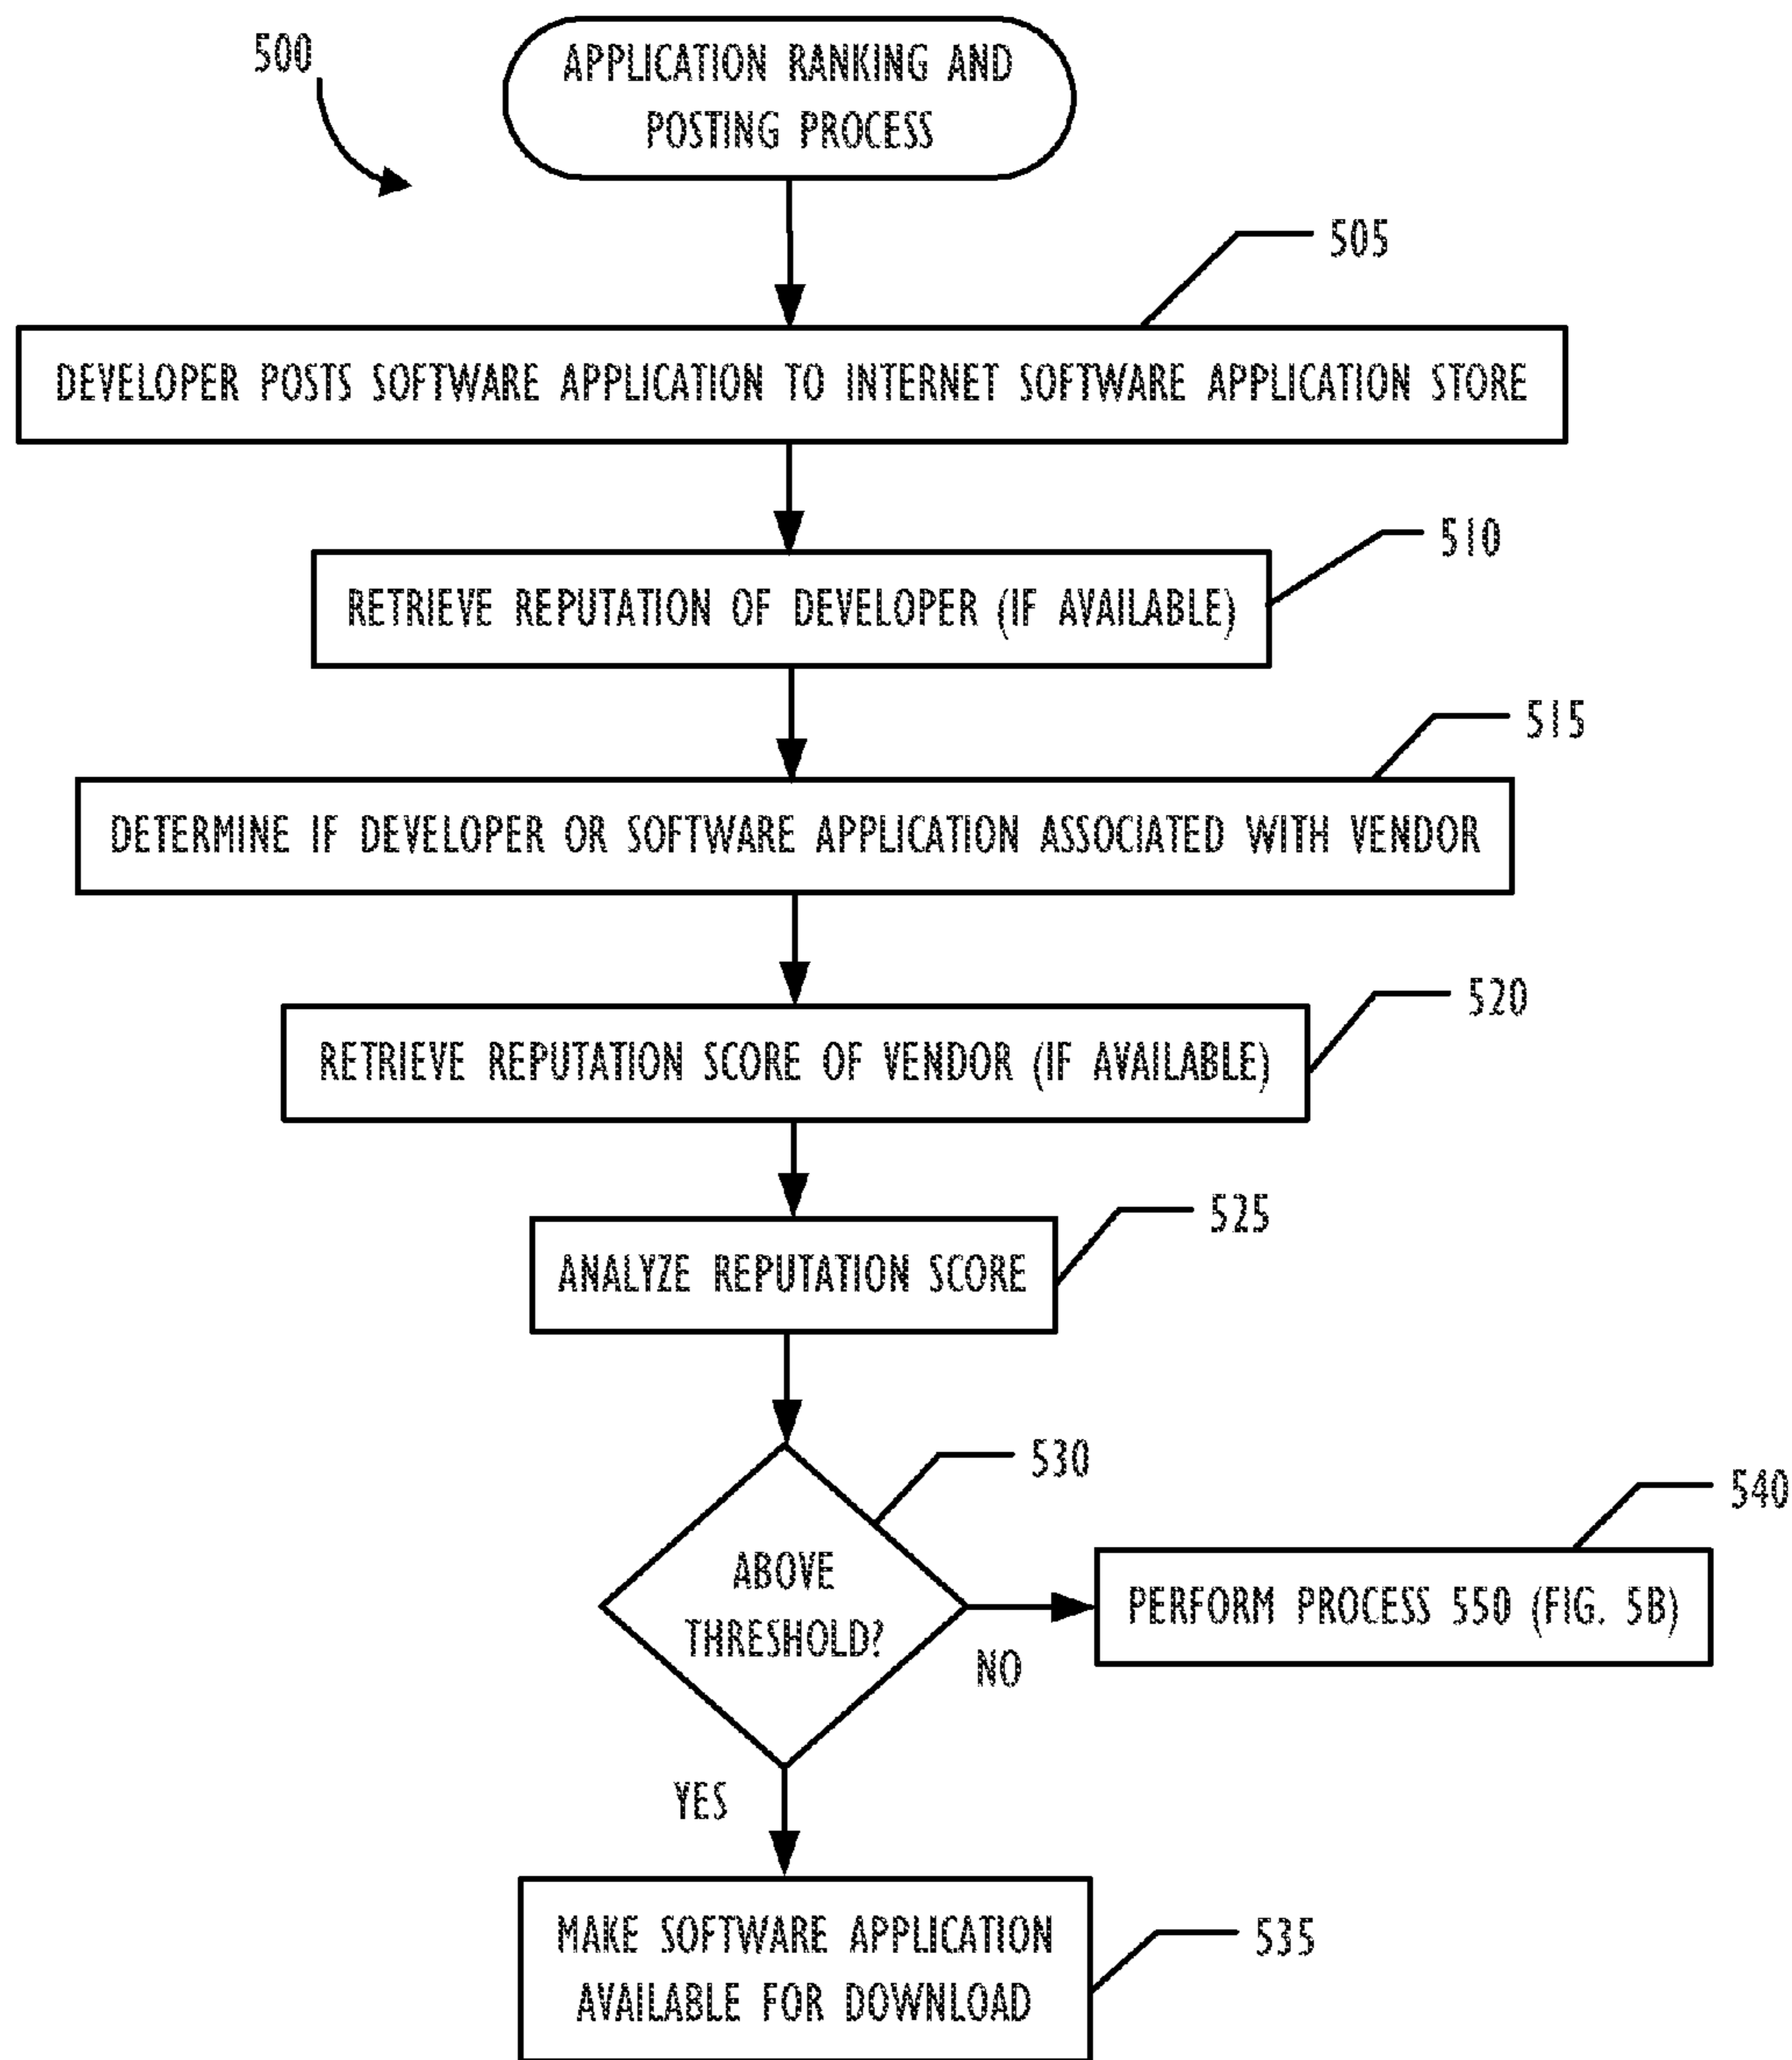 500
APPLICATION RANKING AND
POSTING PROCESS
505
DEVELOPER POSTS SOFTWARE APPLICATION TO INTERNET SOFTWARE APPLICATION STORE
510
RETRIEVE REPUTATION OF DEVELOPER (IF AVAILABLE)
515
DETERMINE IF DEVELOPER OR SOFTWARE APPLICATION ASSOCIATED WITH VENDOR
520
RETRIEVE REPUTATION SCORE OF VENDOR (IF AVAILABLE)
525
ANALYZE REPUTATION SCORE
530
ABOVE
THRESHOLD?
540
PERFORM PROCESS 550 (FIG. 5B)
NO
YES
MAKE SOFTWARE APPLICATION
AVAILABLE FOR DOWNLOAD
535